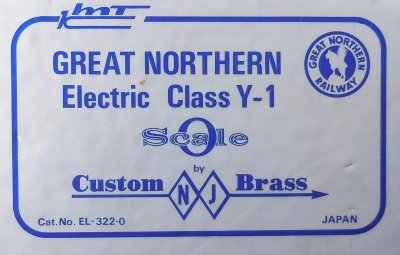 KMT
GREAT NORTHERN
Electric Class Y-1
GREAT NORTHERN
RAILWAY
O Scale
by
Custom NJ Brass
Cat. No. EL-322-0
JAPAN